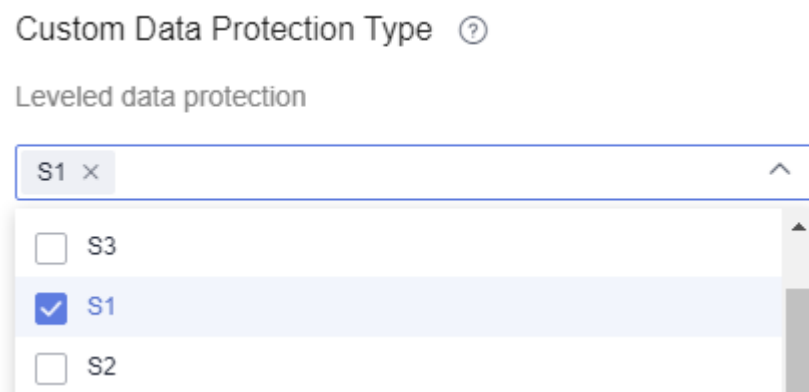 Custom Data Protection Type
Leveled data protection
S1
S3
S1
S2